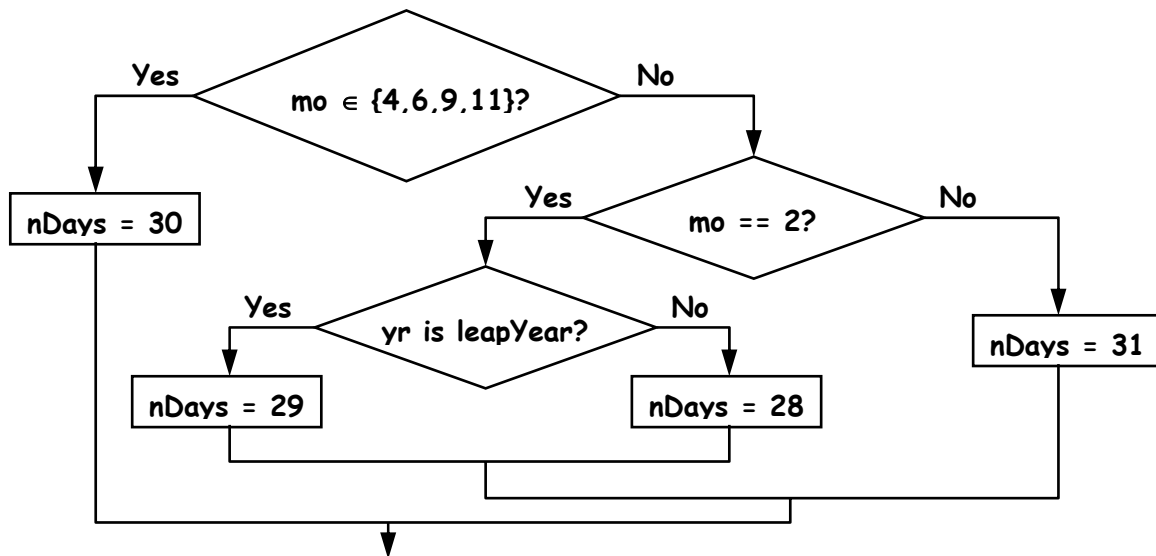 Yes
No
mo ∈ {4,6,9,11}?
Yes
No
nDays = 30
mo == 2?
Yes
No
yr is leapYear?
nDays = 31
nDays = 29
nDays = 28